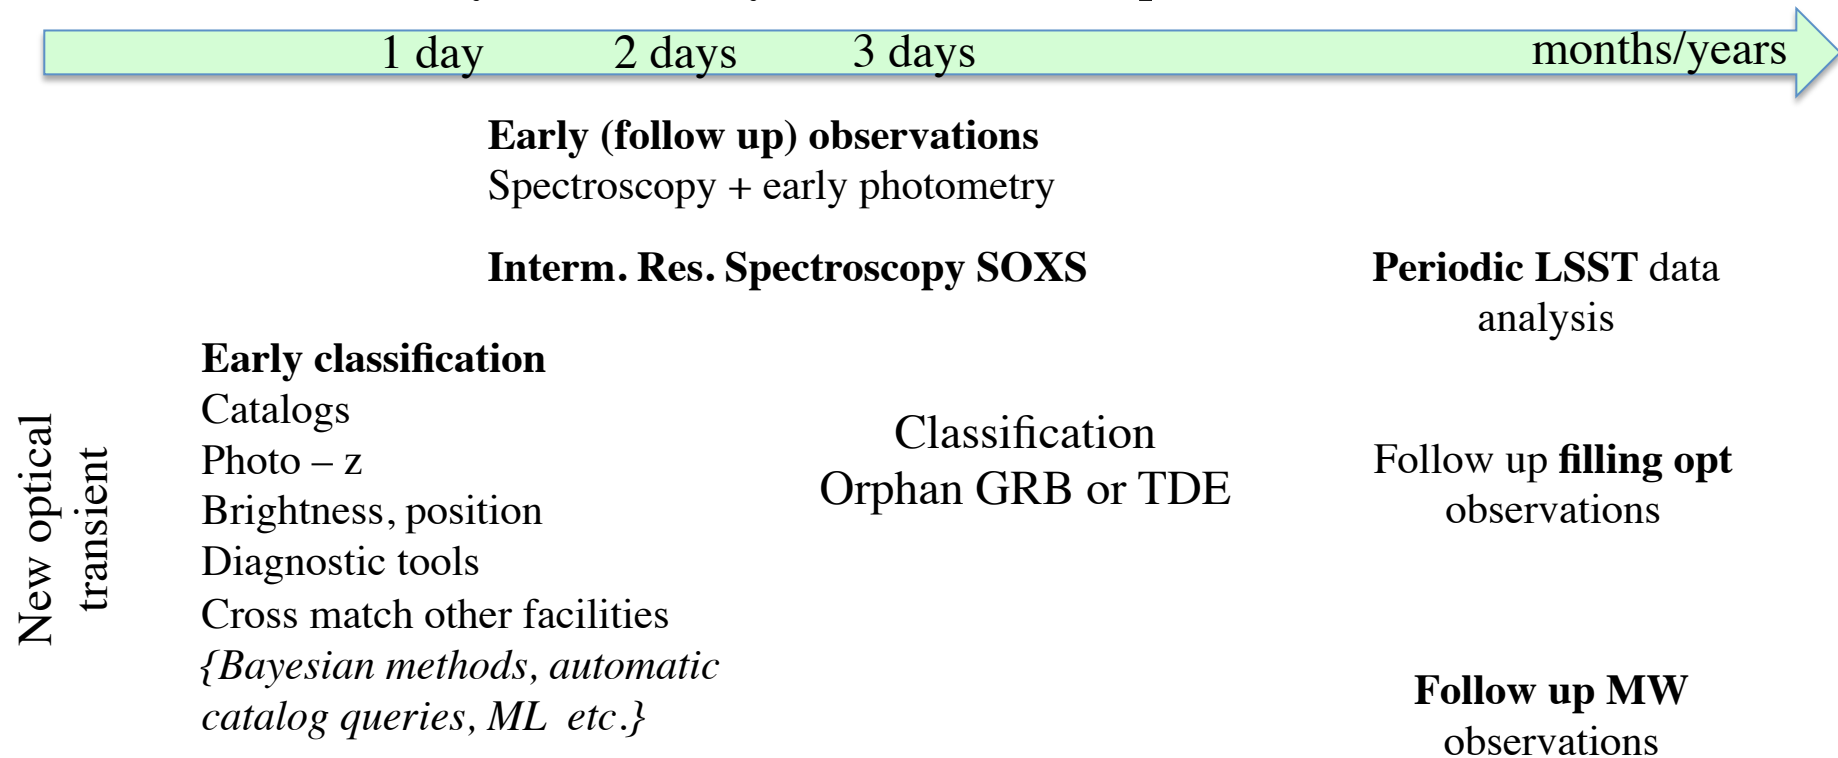 1 day 2 days 3 days months/years
Early (follow up) observations
Spectroscopy + early photometry
Interm. Res. Spectroscopy SOXS
Periodic LSST data
analysis
New optical
transient
Early classification
Catalogs
Photo – z
Brightness, position
Diagnostic tools
Cross match other facilities
{Bayesian methods, automatic
catalog queries, ML etc.}
Classification
Orphan GRB or TDE
Follow up filling opt
observations
Follow up MW
observations